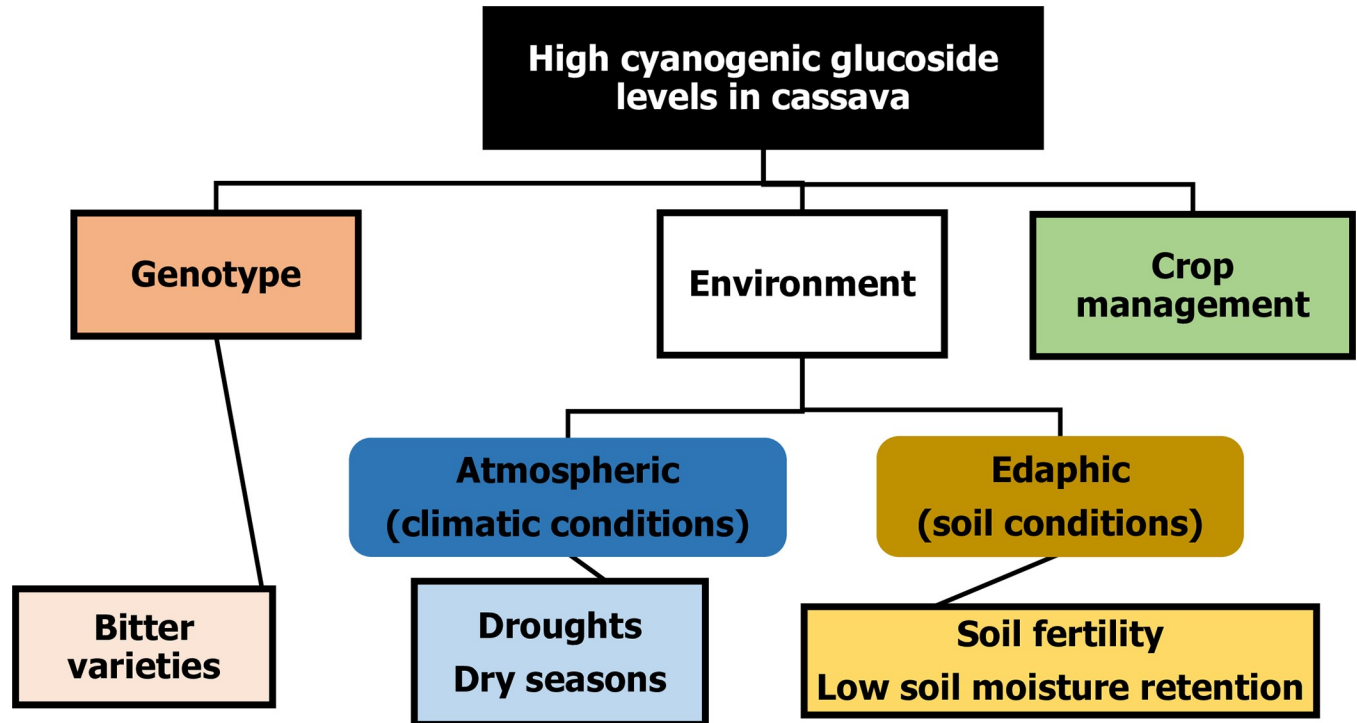 High cyanogenic glucoside
levels in cassava
Genotype
Environment
Crop
management
Atmospheric
(climatic conditions)
Edaphic
(soil conditions)
Bitter
varieties
Droughts
Dry seasons
Soil fertility
Low soil moisture retention